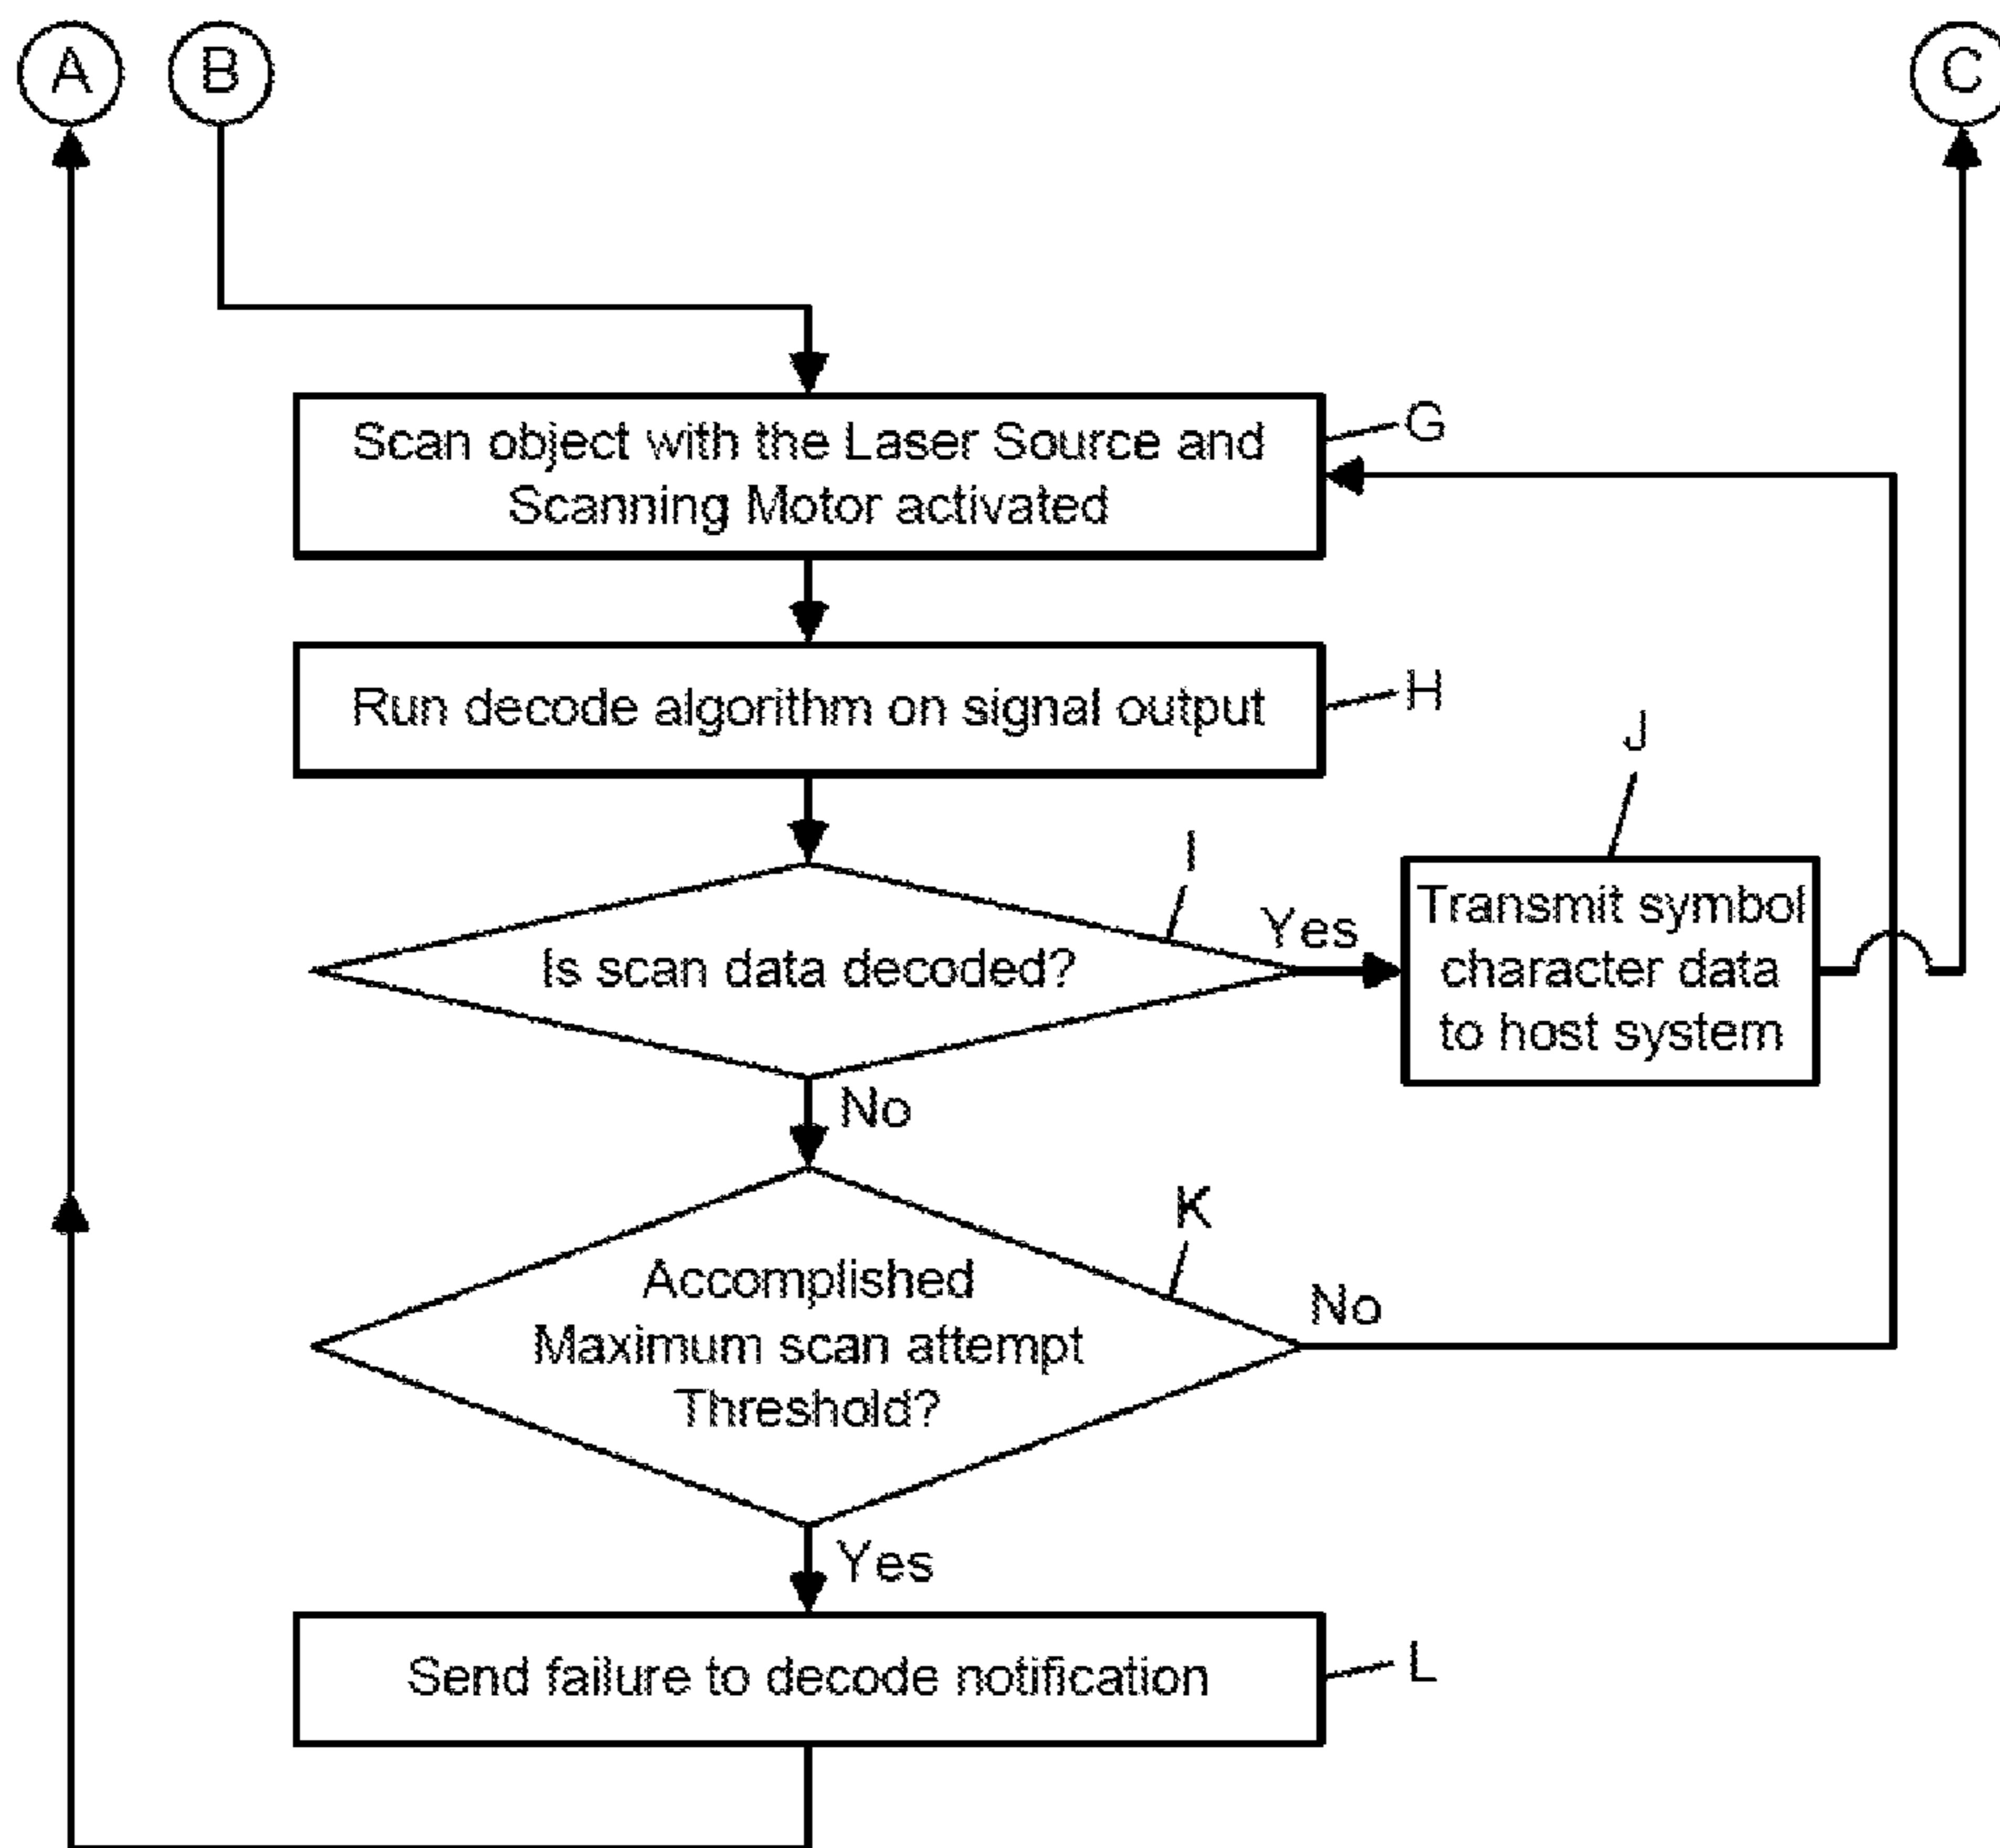 A
B
C
Scan object with the Laser Source and
Scanning Motor activated
G
Run decode algorithm on signal output
H
J
I
Is scan data decoded?
Yes
Transmit symbol
character data
to host system
No
K
Accomplished
Maximum scan attempt
Threshold?
No
Yes
Send failure to decode notification
L